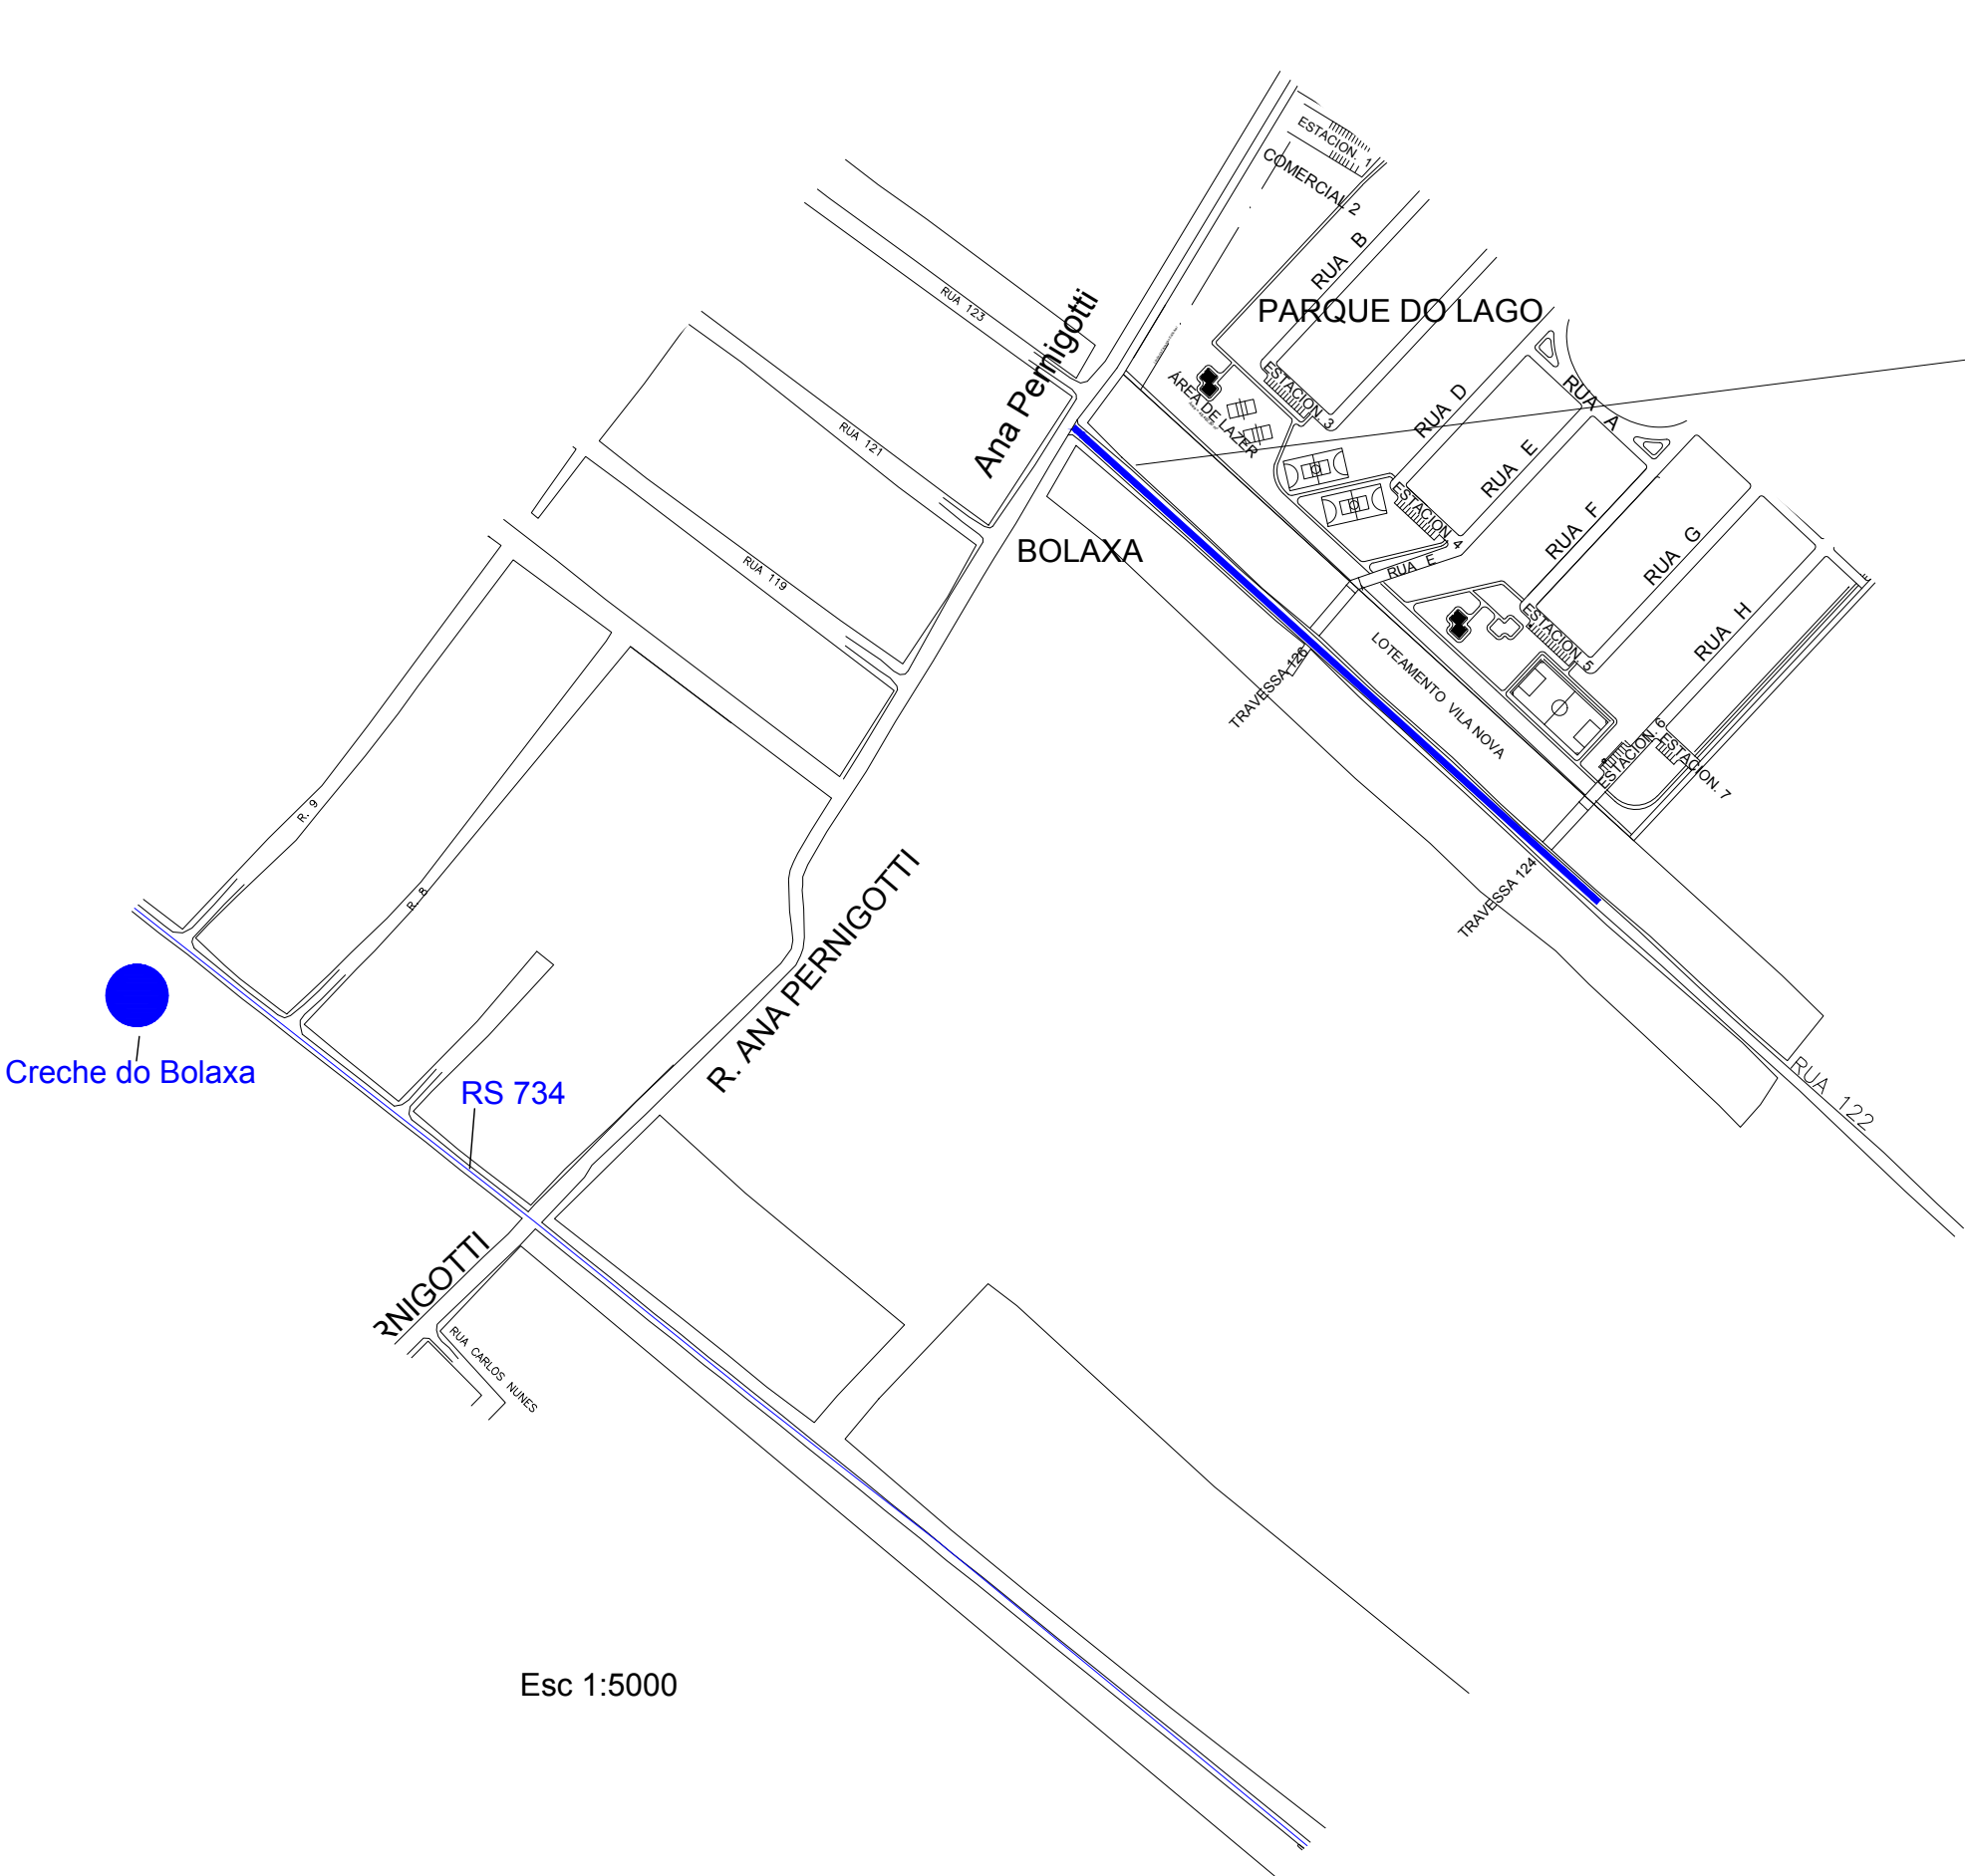 ESTACION. 1
COMERCIAL 2
RUA B
RUA 123
Ana Pernigotti
PARQUE DO LAGO
ÁREA DE LAZER
ESTACION. 3
RUA D
RUA A
RUA 121
RUA E
RUA F
ESTACION. 4
BOLAXA
RUA E
RUA G
RUA 119
RUA H
ESTACION. 5
LOTEAMENTO VILA NOVA
TRAVESSA 126
ESTACION. 6
ESTACION. 7
R. 9
R. 8
TRAVESSA 124
R. ANA PERNIGOTTI
Creche do Bolaxa
RS 734
RUA 122
RNIGOTTI
RUA CARLOS NUNES
Esc 1:5000